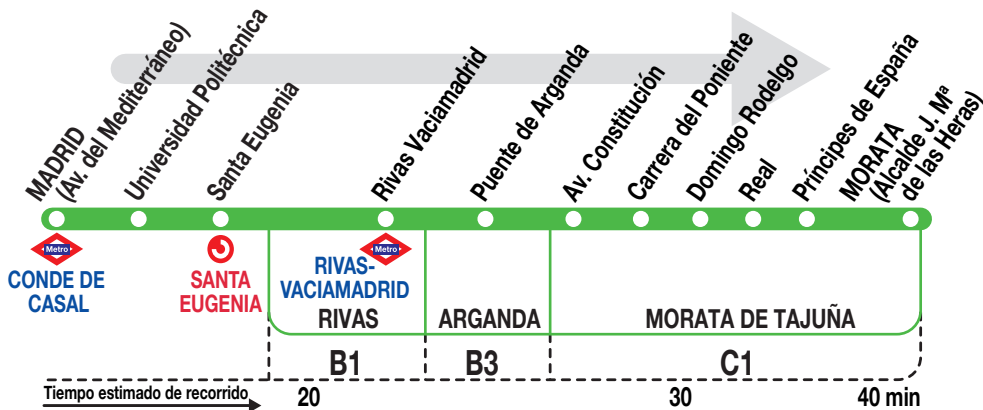 MADRID
(Av. del Mediterráneo)
Universidad Politécnica
Santa Eugenia
Rivas Vaciamadrid
Puente de Arganda
Av. Constitución
Carrera del Poniente
Domingo Rodelgo
Real
Príncipes de España
MORATA
(Alcalde J. Mª
de las Heras)
Metro
CONDE DE
CASAL
SANTA
EUGENIA
Metro
RIVAS-
VACIAMADRID
RIVAS
ARGANDA
MORATA DE TAJUÑA
B1
B3
C1
Tiempo estimado de recorrido
20
30
40 min